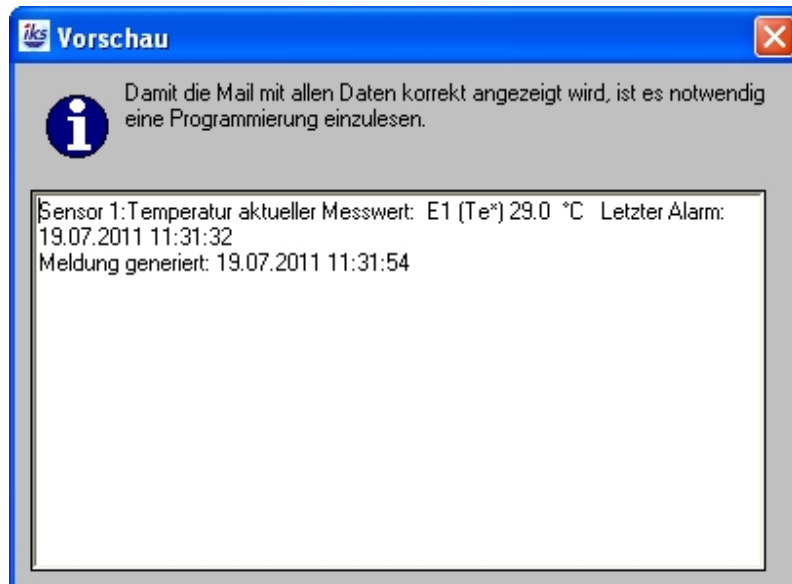 iks Vorschau
Damit die Mail mit allen Daten korrekt angezeigt wird, ist es notwendig
eine Programmierung einzulesen.
Sensor 1:Temperatur aktueller Messwert:  E1 (Te*) 29.0  °C   Letzter Alarm:
19.07.2011 11:31:32
Meldung generiert: 19.07.2011 11:31:54